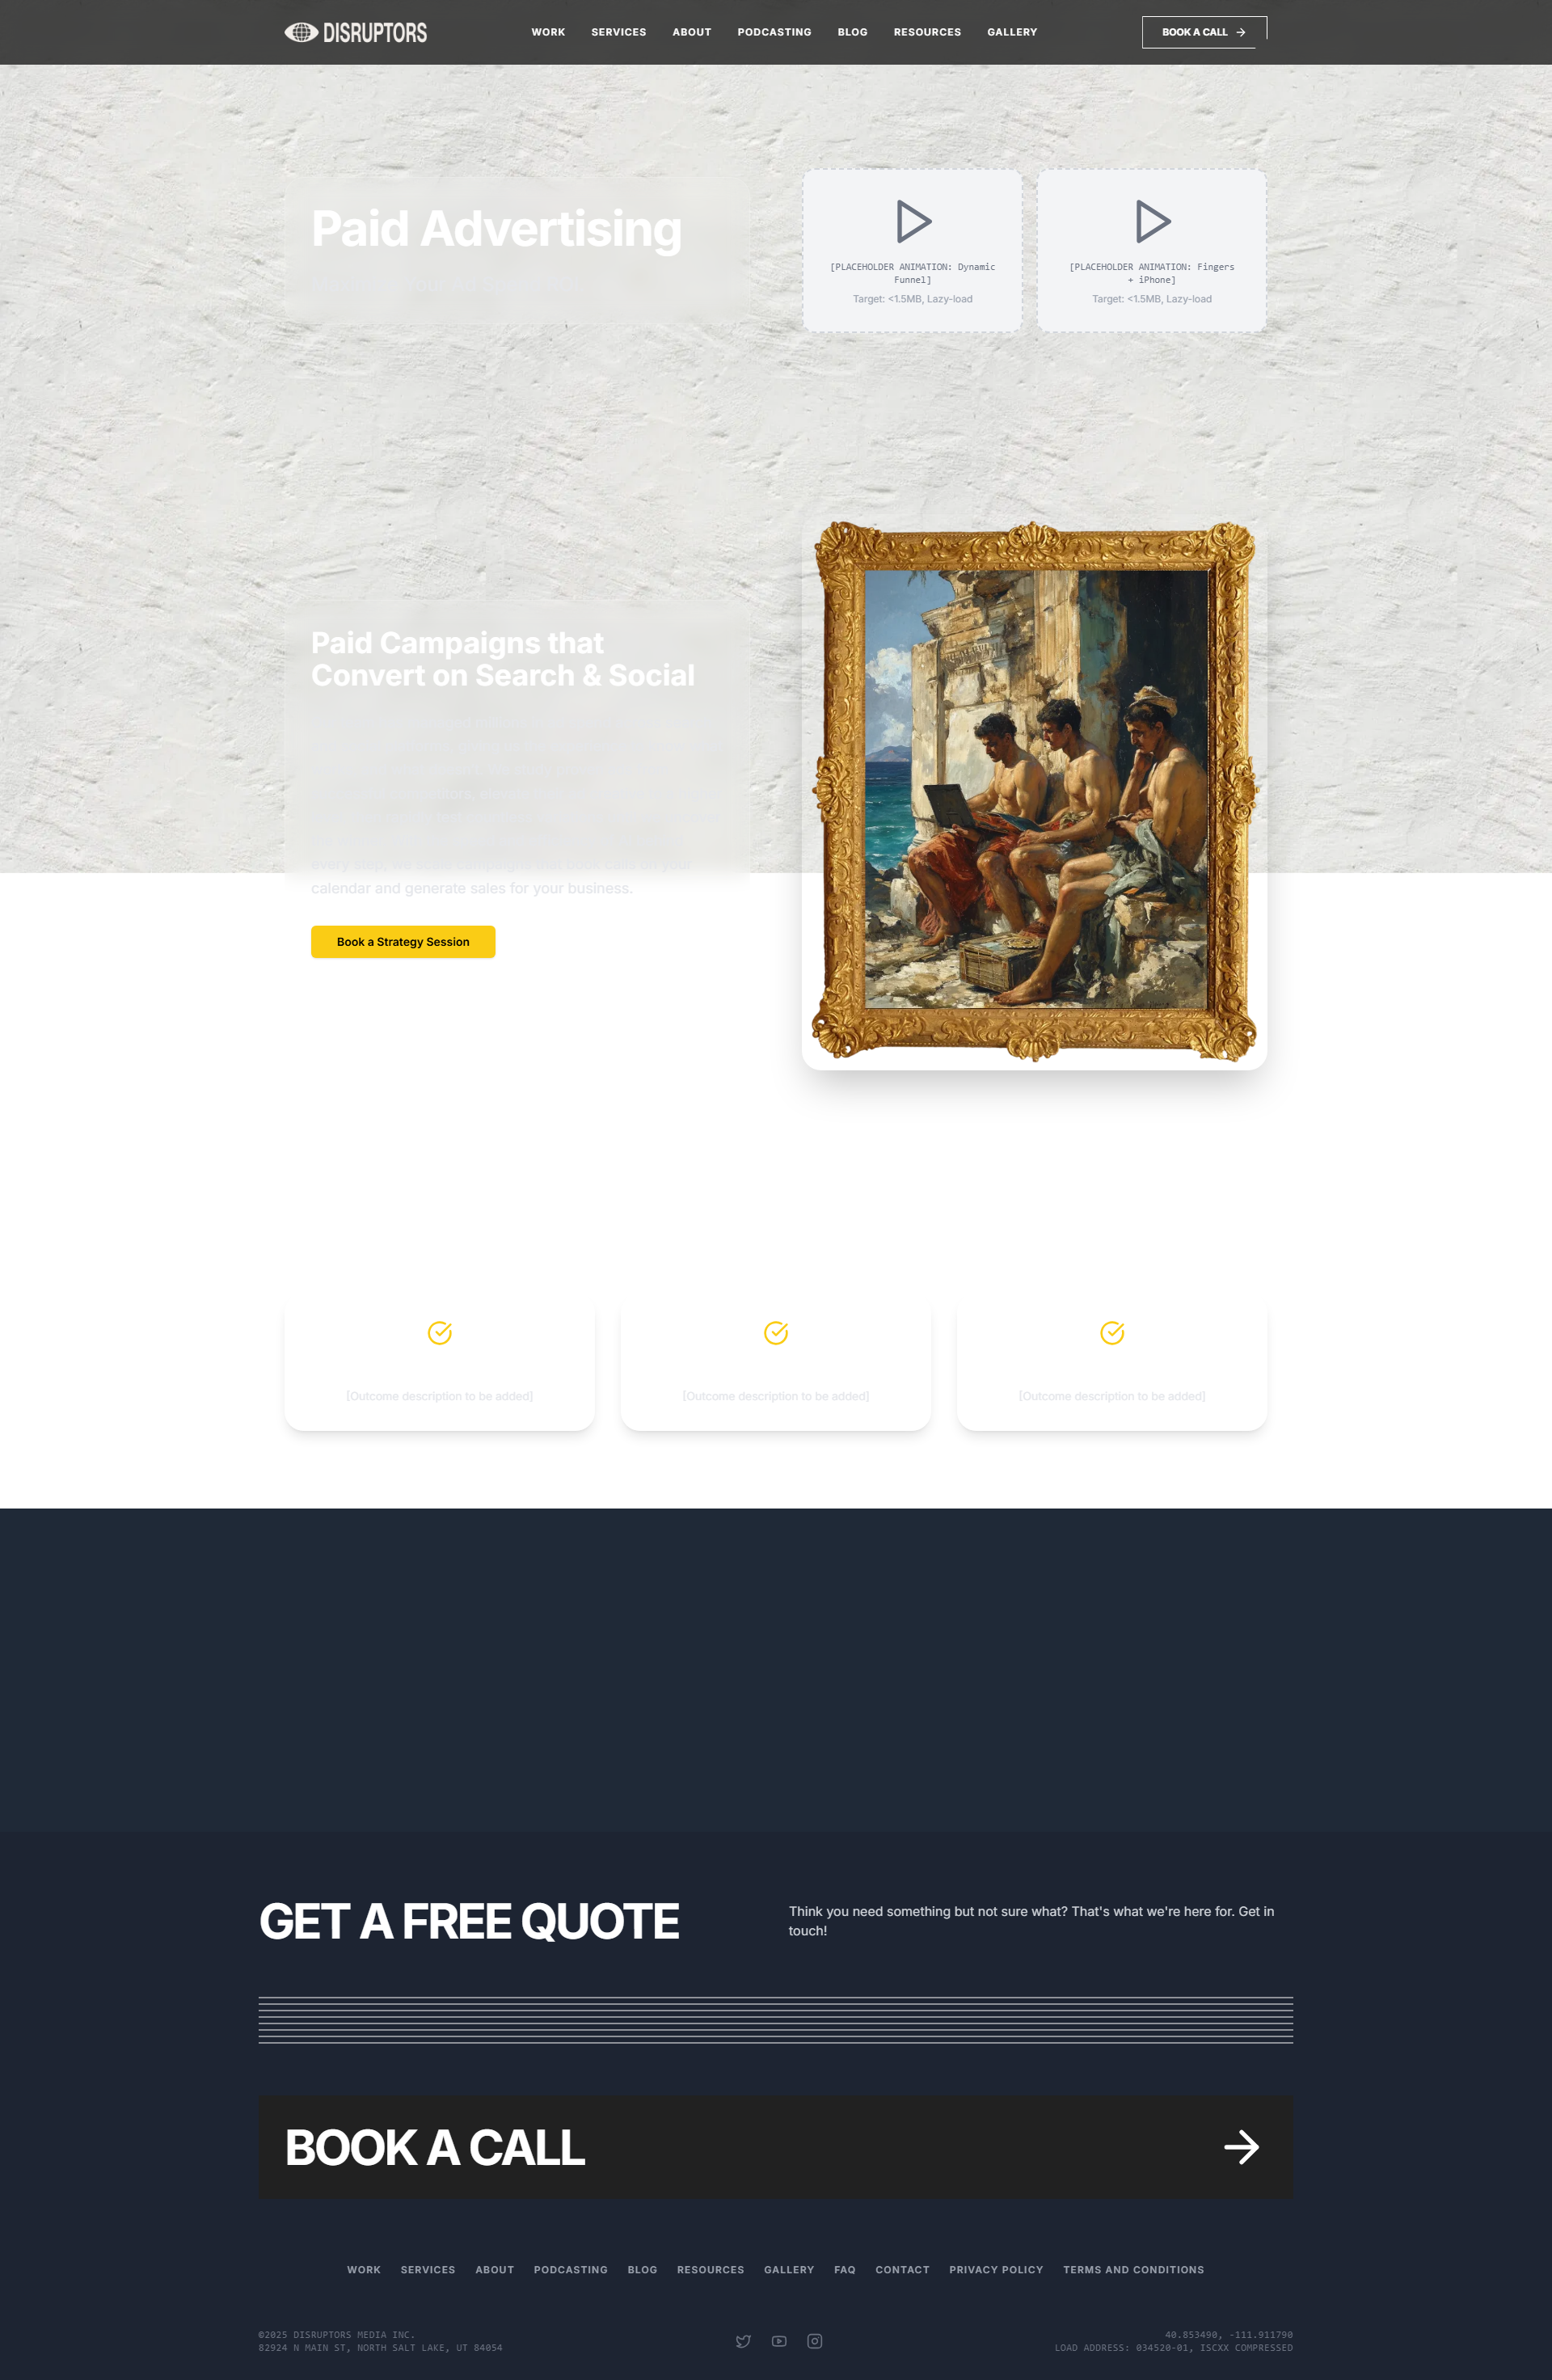 DISRUPTORS
WORK SERVICES ABOUT PODCASTING BLOG RESOURCES GALLERY
BOOK A CALL
Paid Advertising
[PLACEHOLDER ANIMATION: Dynamic
Funnel]
Target: <1.5MB, Lazy-load
[PLACEHOLDER ANIMATION: Fingers
+ iPhone]
Target: <1.5MB, Lazy-load
Paid Campaigns that
Convert on Search & Social
calendar and generate sales for your business.
Book a Strategy Session
[Outcome description to be added]
[Outcome description to be added]
[Outcome description to be added]
GET A FREE QUOTE
Think you need something but not sure what? That's what we're here for. Get in
touch!
BOOK A CALL
WORK SERVICES ABOUT PODCASTING BLOG RESOURCES GALLERY FAQ CONTACT PRIVACY POLICY TERMS AND CONDITIONS
©2025 DISRUPTORS MEDIA INC.
82924 N MAIN ST, NORTH SALT LAKE, UT 84054
40.853490, -111.911790
LOAD ADDRESS: 034520-01, ISCXX COMPRESSED